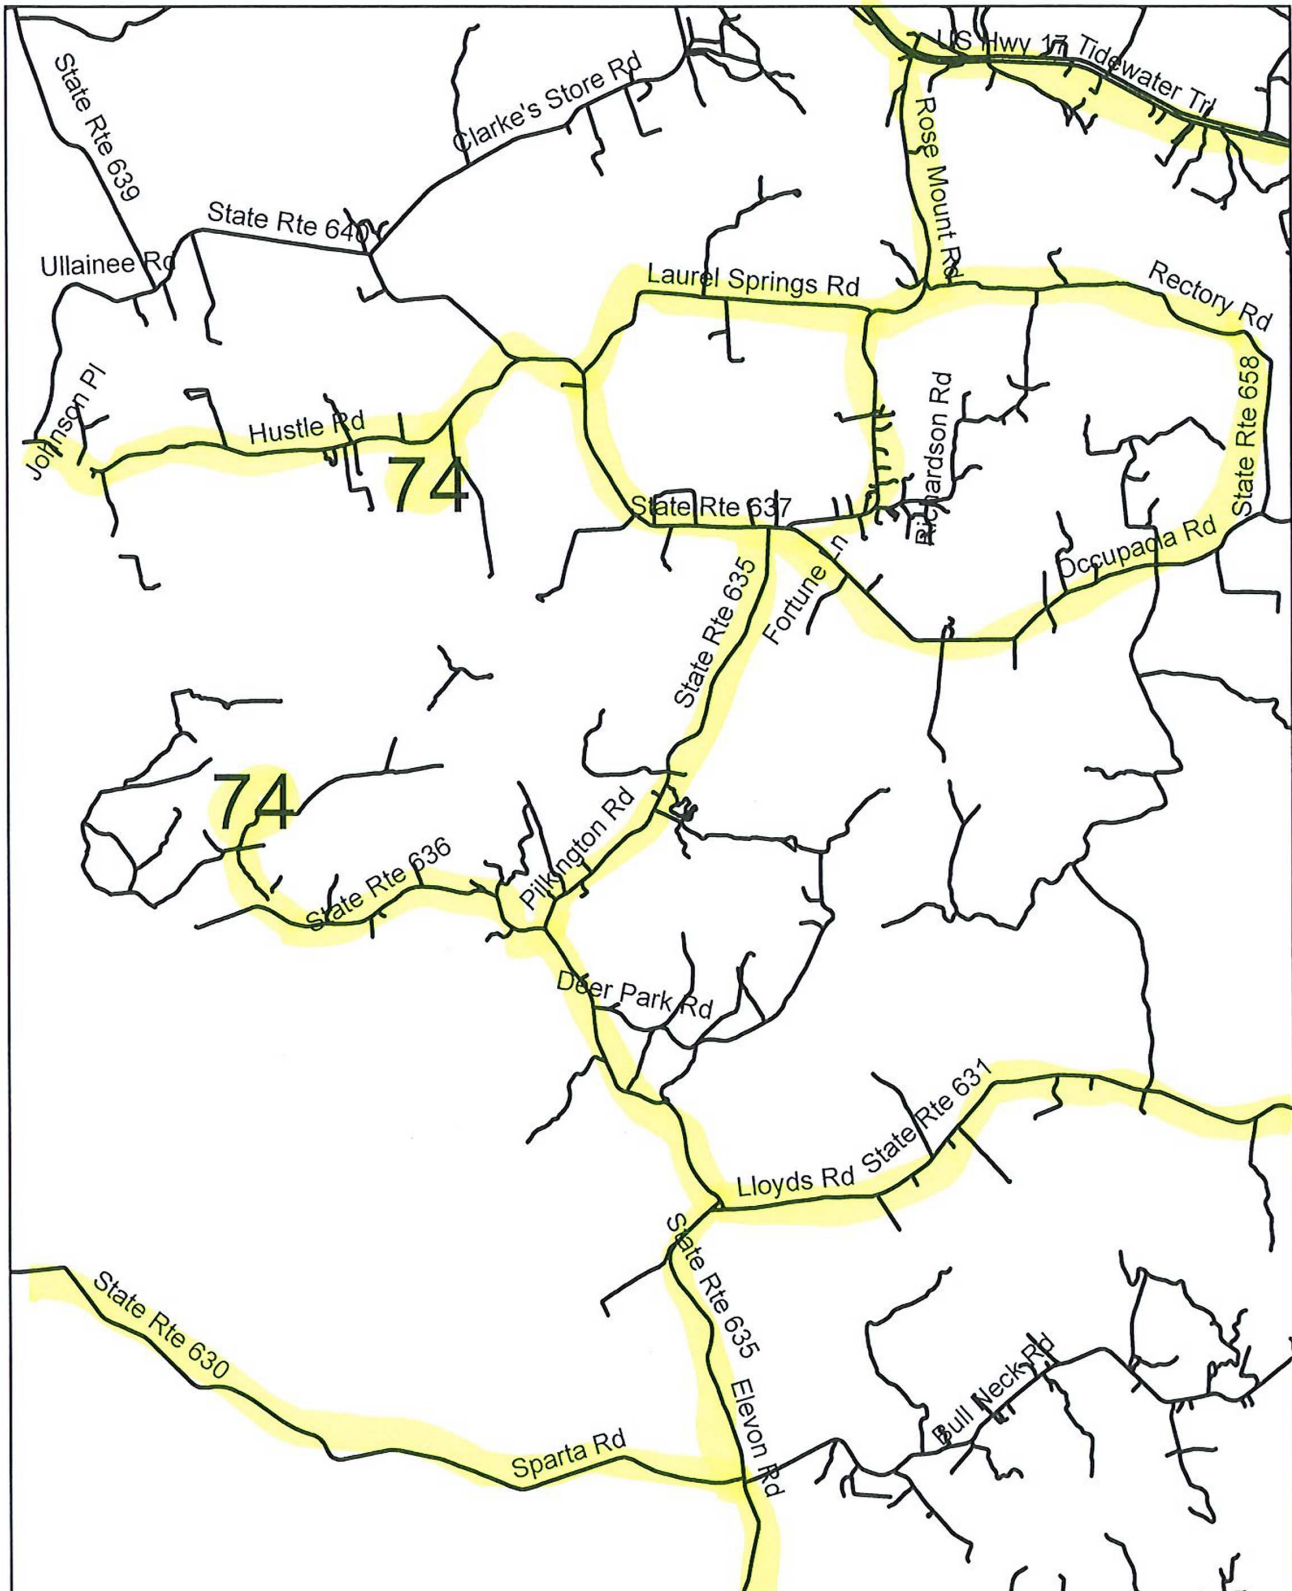 US Hwy 17
Tidewater Trl
State Rte 639
Clarke's Store Rd
Rose Mount Rd
State Rte 640
Ullainee Rd
Laurel Springs Rd
Rectory Rd
Johnson Pl
Hustle Rd
74
Richardson Rd
State Rte 658
State Rte 637
Occupacia Rd
State Rte 635
Fortune Ln
74
Pilkington Rd
State Rte 636
Deer Park Rd
State Rte 631
Lloyds Rd
State Rte 635
State Rte 630
Elevon Rd
Bull Neck Rd
Sparta Rd